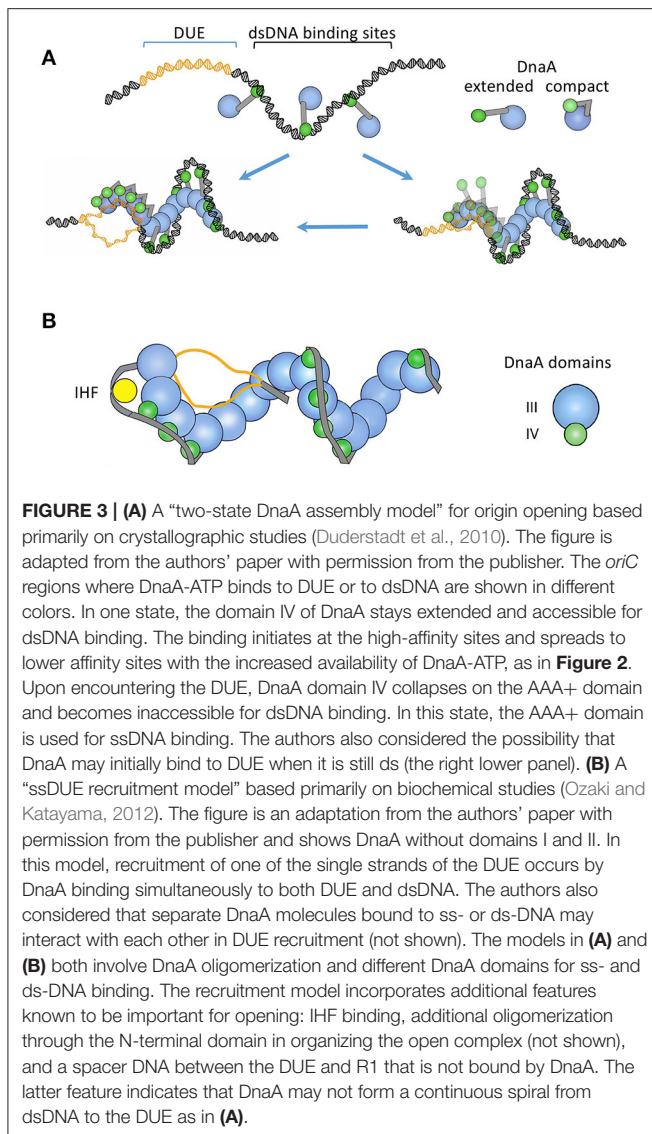 DUE
dsDNA binding sites
A
DnaA
extended compact
B
IHF
DnaA domains
III
IV
FIGURE 3 | (A) A “two-state DnaA assembly model” for origin opening based
primarily on crystallographic studies (Duderstadt et al., 2010). The figure is
adapted from the authors’ paper with permission from the publisher. The oriC
regions where DnaA-ATP binds to DUE or to dsDNA are shown in different
colors. In one state, the domain IV of DnaA stays extended and accessible for
dsDNA binding. The binding initiates at the high-affinity sites and spreads to
lower affinity sites with the increased availability of DnaA-ATP, as in Figure 2.
Upon encountering the DUE, DnaA domain IV collapses on the AAA+ domain
and becomes inaccessible for dsDNA binding. In this state, the AAA+ domain
is used for ssDNA binding. The authors also considered the possibility that
DnaA may initially bind to DUE when it is still ds (the right lower panel). (B) A
“ssDUE recruitment model” based primarily on biochemical studies (Ozaki and
Katayama, 2012). The figure is an adaptation from the authors’ paper with
permission from the publisher and shows DnaA without domains I and II. In
this model, recruitment of one of the single strands of the DUE occurs by
DnaA binding simultaneously to both DUE and dsDNA. The authors also
considered that separate DnaA molecules bound to ss- or ds-DNA may
interact with each other in DUE recruitment (not shown). The models in (A) and
(B) both involve DnaA oligomerization and different DnaA domains for ss- and
ds-DNA binding. The recruitment model incorporates additional features
known to be important for opening: IHF binding, additional oligomerization
through the N-terminal domain in organizing the open complex (not shown),
and a spacer DNA between the DUE and R1 that is not bound by DnaA. The
latter feature indicates that DnaA may not form a continuous spiral from
dsDNA to the DUE as in (A).